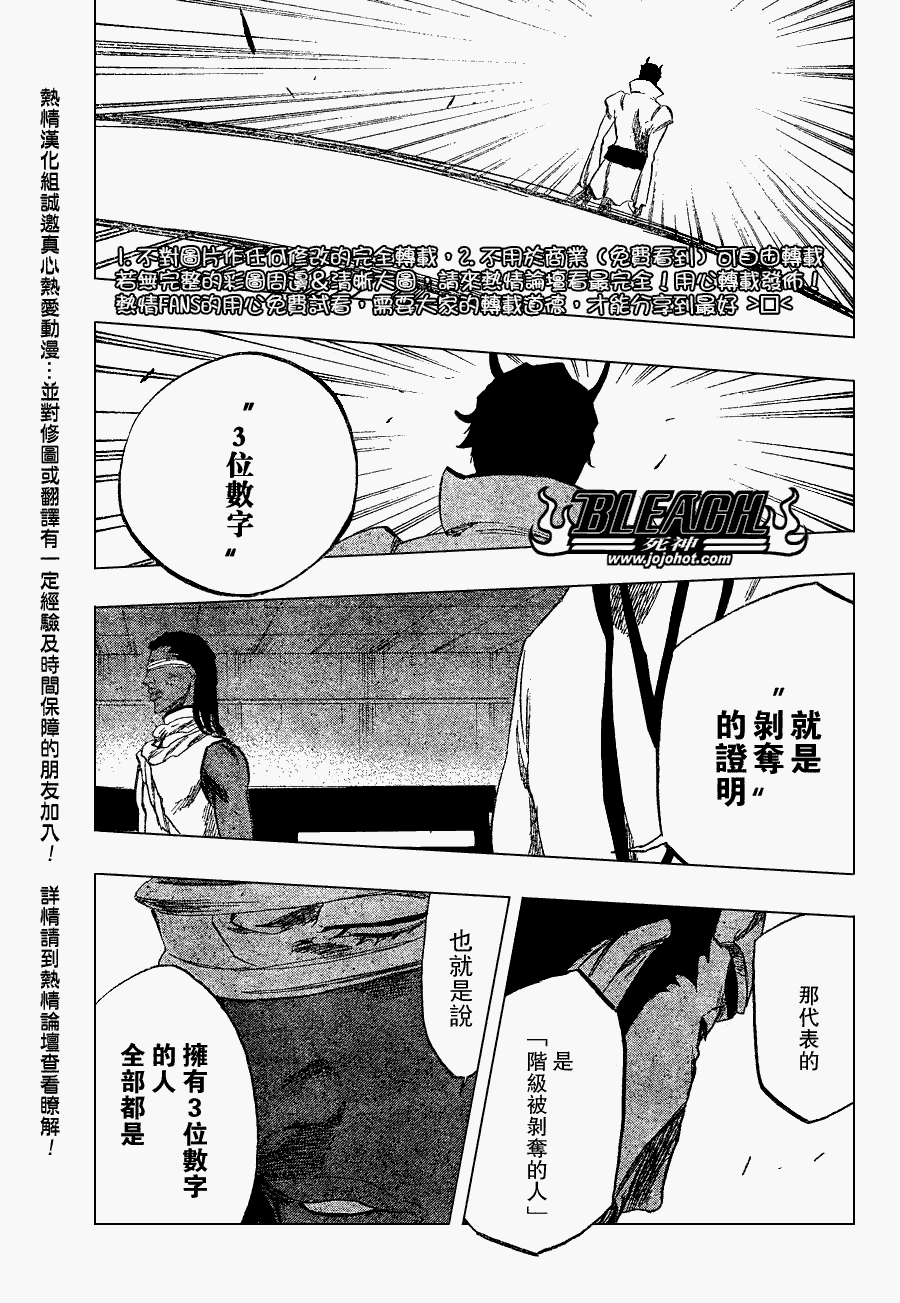 1. 不對圖片作任何修改的完全轉載，2. 不用於商業（免費看到）可自由轉載
若無完整的彩圖周邊&清晰大圖，請來熱情論壇看最完全！用心轉載發佈！
熱情FANS的用心免費試看，需要大家的轉載道德，才能分享到最好 >口<
"3位數字"
BLEACH
死神
www.jojohot.com
就是
"剝奪"
的證明
那代表的
是
「階級被剝奪的人」
也就是說
擁有3位數字
的人
全部都是
熱情漢化組誠邀真心熱愛動漫…並對修圖或翻譯有一定經驗及時間保障的朋友加入！ 詳情請到熱情論壇查看瞭解！